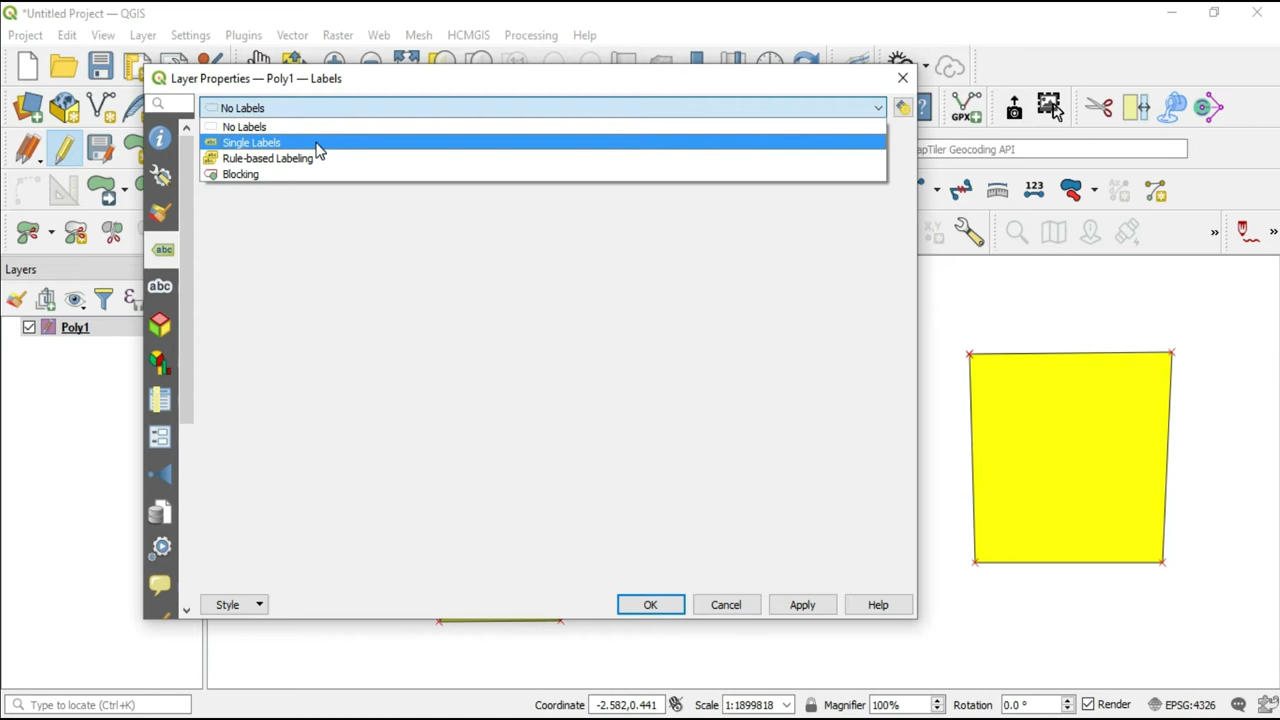 *Untitled Project — QGIS
Project Edit View Layer Settings Plugins Vector Raster Web Mesh HCMGIS Processing Help
Layer Properties — Poly1 — Labels
No Labels
No Labels
Single Labels
Rule-based Labeling
Blocking
GPX
apTiler Geocoding API
123
X,Y
abc
abc
Layers
Poly1
Style
OK
Cancel
Apply
Help
Type to locate (Ctrl+K)
Coordinate -2.582,0.441
Scale 1:1899818
Magnifier 100%
Rotation 0.0 °
Render
EPSG:4326